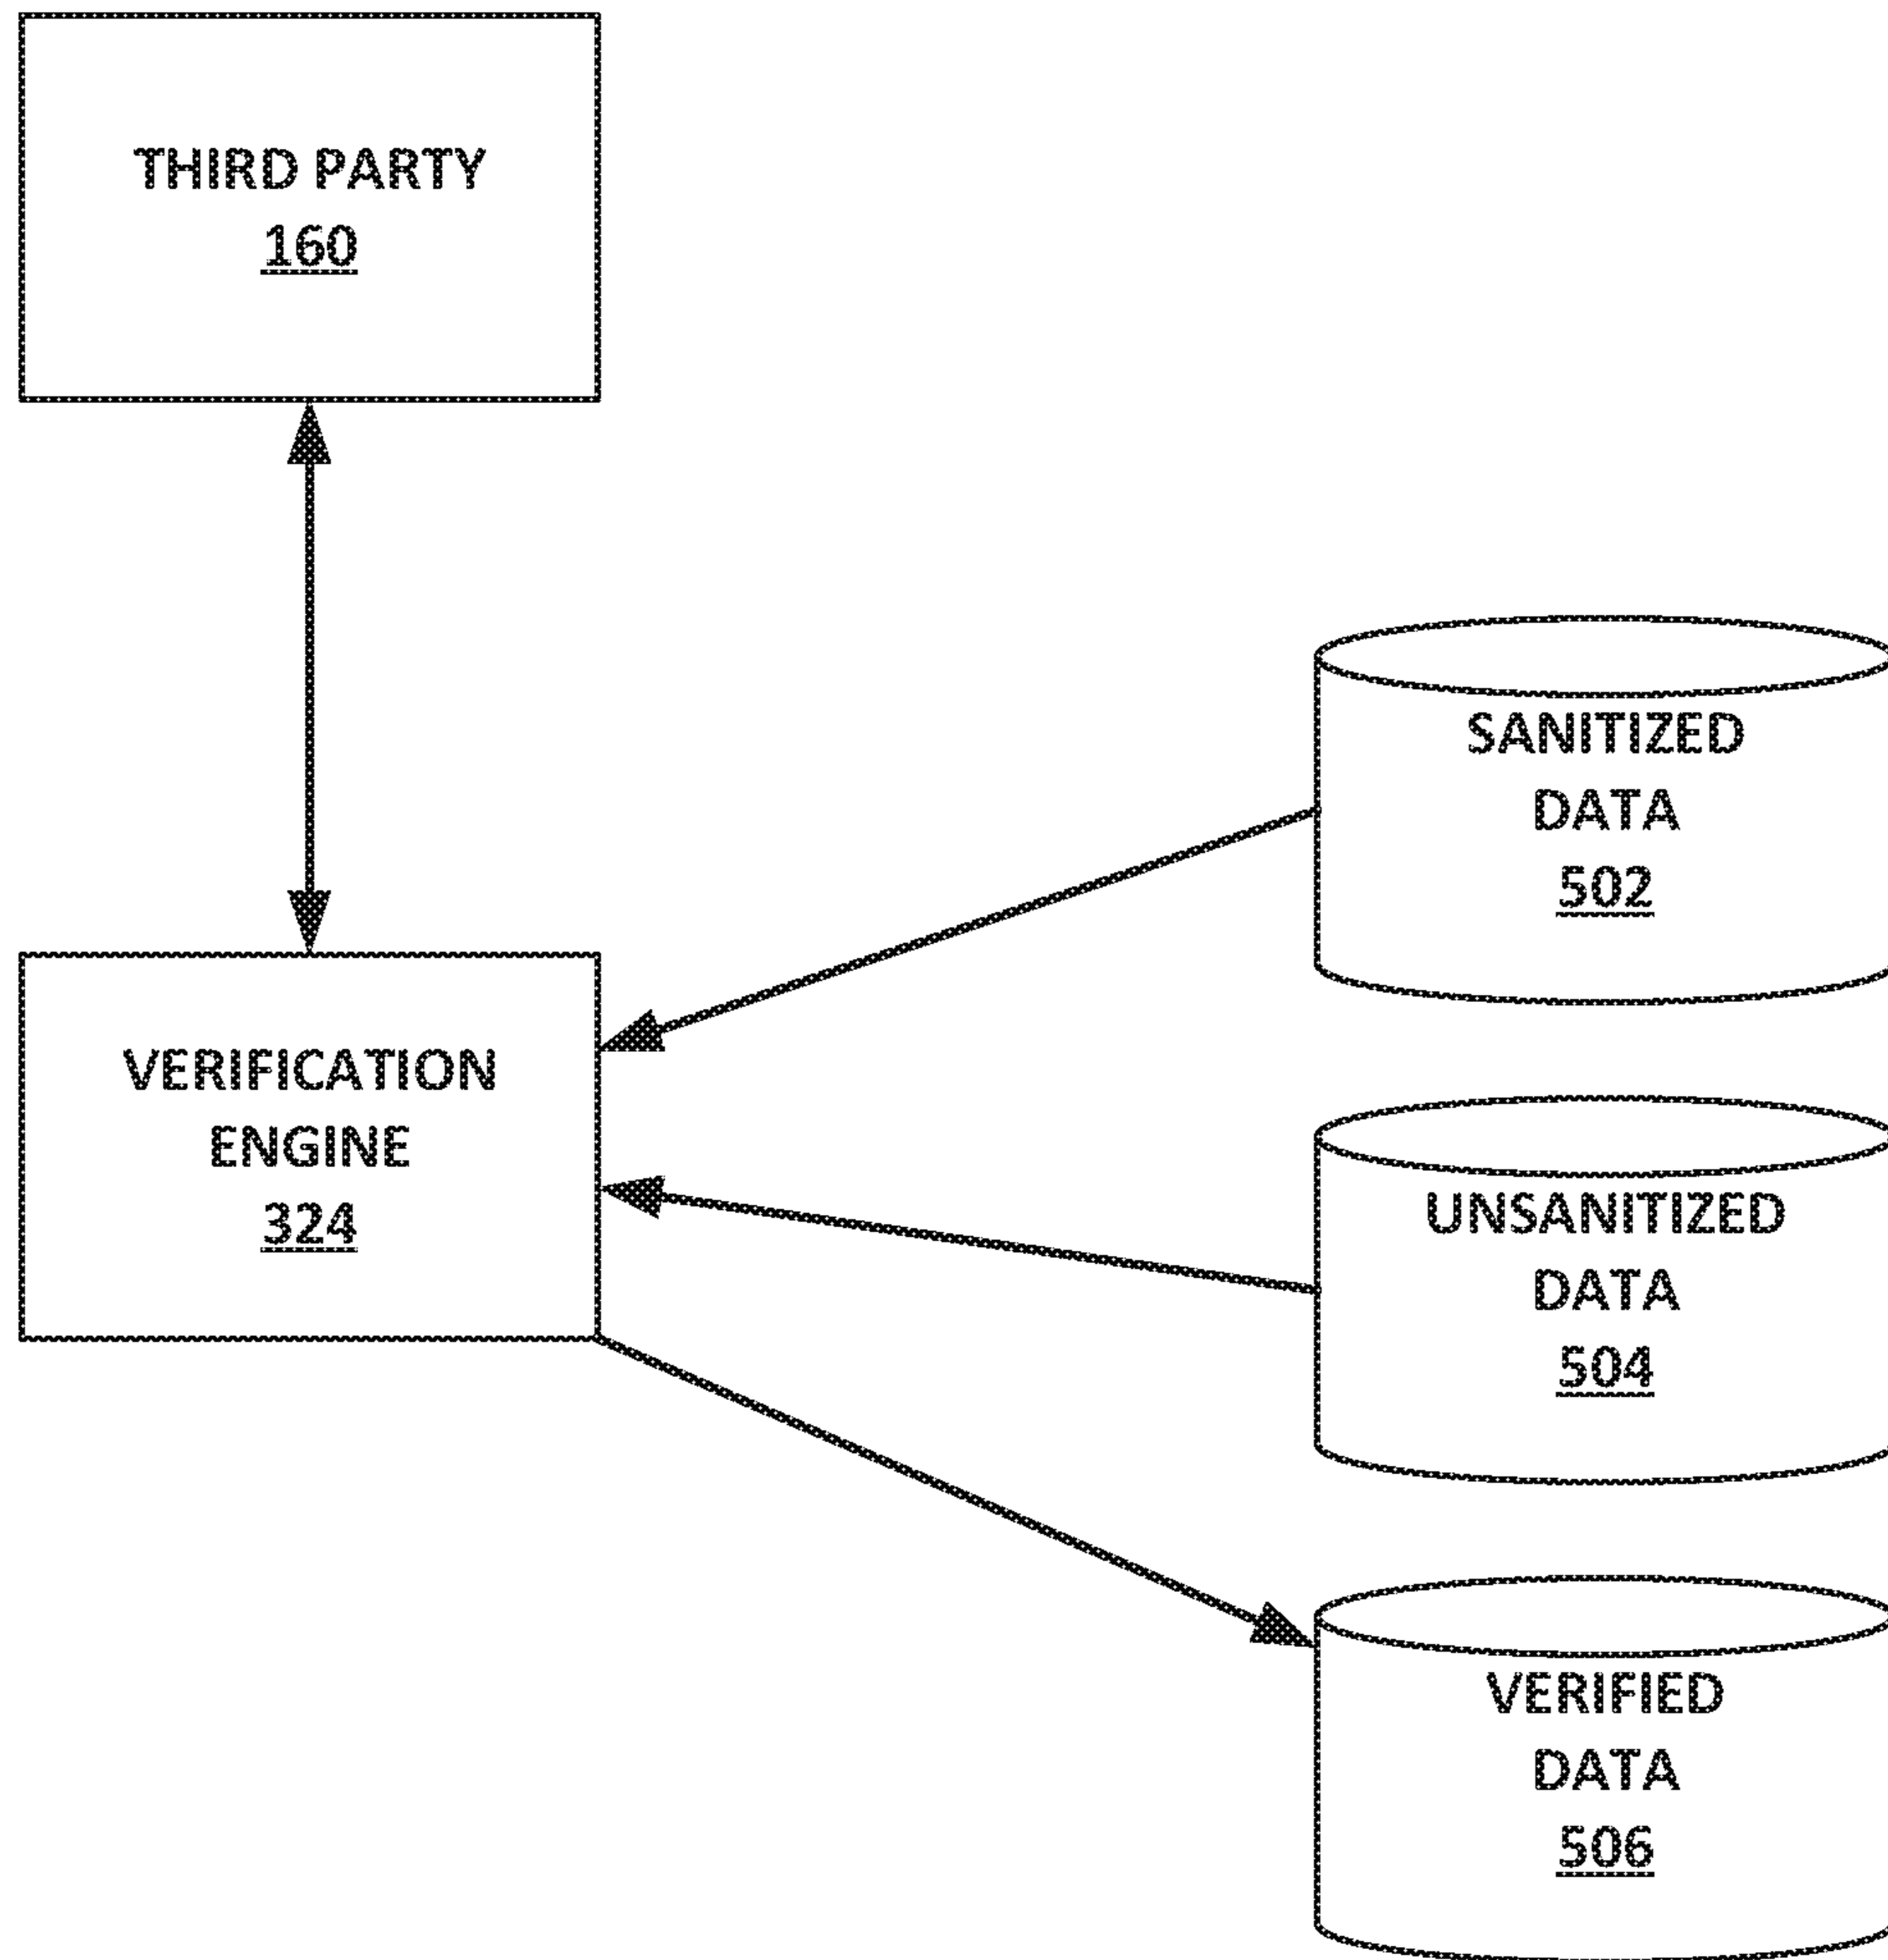 THIRD PARTY
160
VERIFICATION
ENGINE
324
SANITIZED
DATA
502
UNSANITIZED
DATA
504
VERIFIED
DATA
506